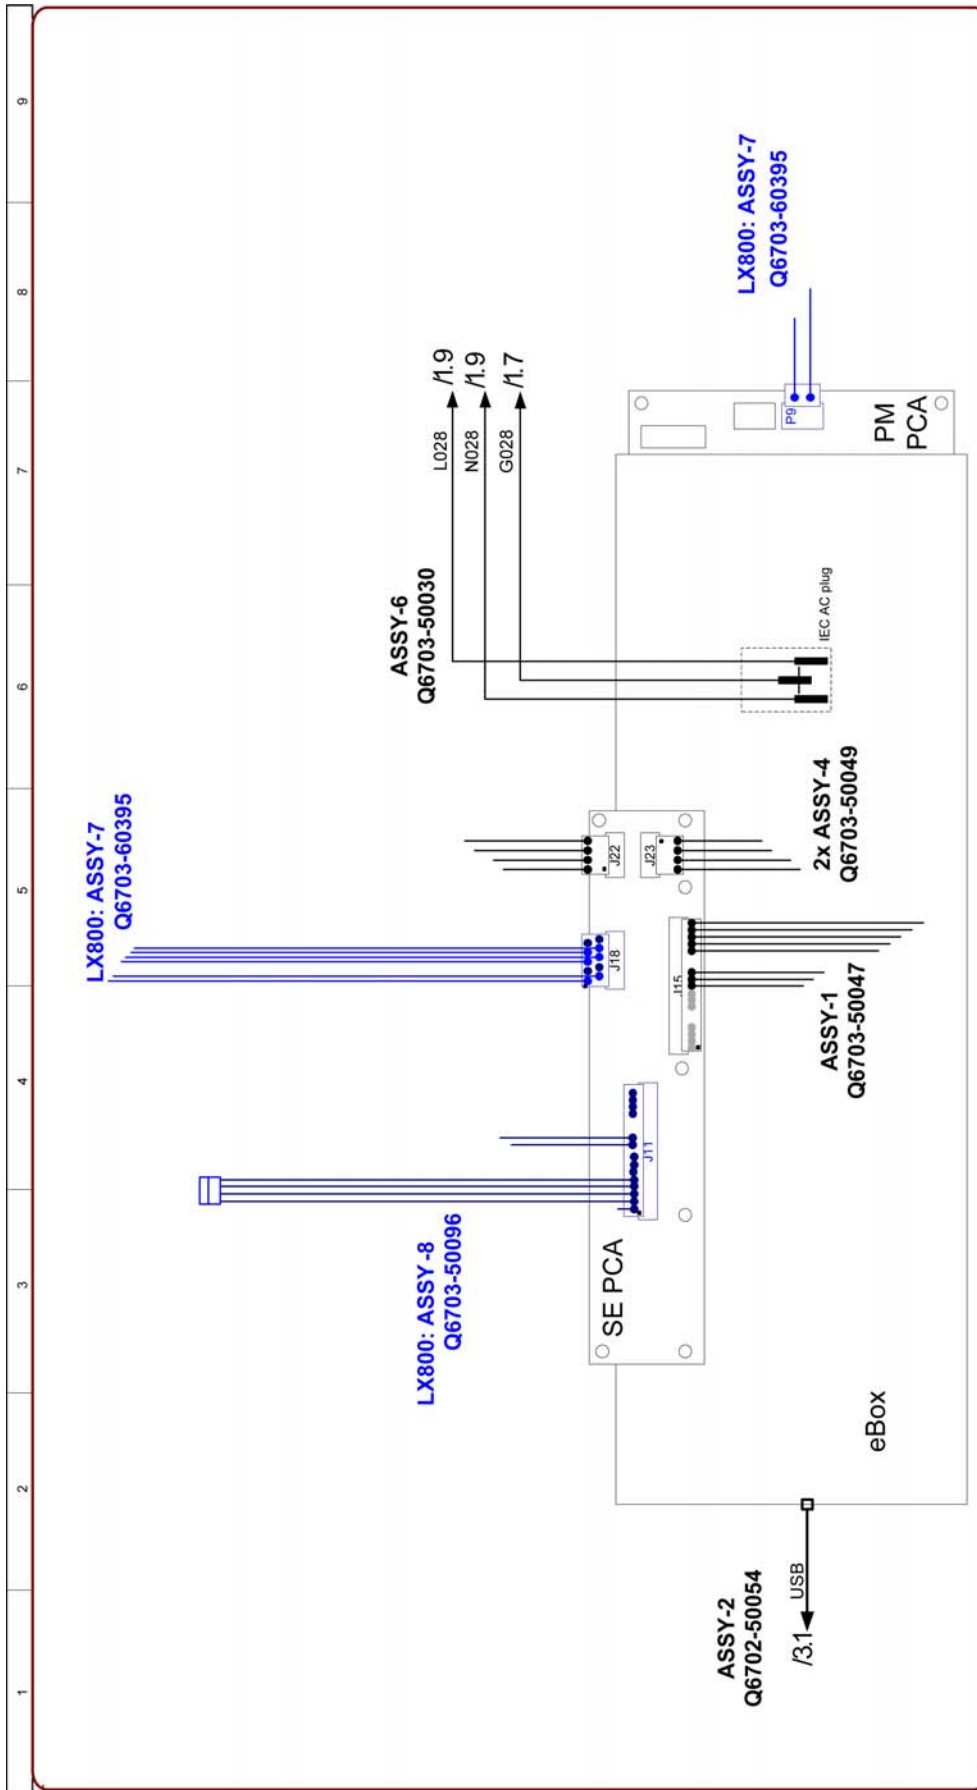 1
2
3
4
5
6
7
8
9
LX800: ASSY-7
Q6703-60395
LX800: ASSY-8
Q6703-50096
ASSY-6
Q6703-50030
L028
/1.9
N028
/1.9
G028
/1.7
LX800: ASSY-7
Q6703-60395
SE PCA
J11
J18
J22
J15
J23
P9
PM
PCA
IEC AC plug
ASSY-2
Q6702-50054
/3.1
USB
eBox
ASSY-1
Q6703-50047
2x ASSY-4
Q6703-50049